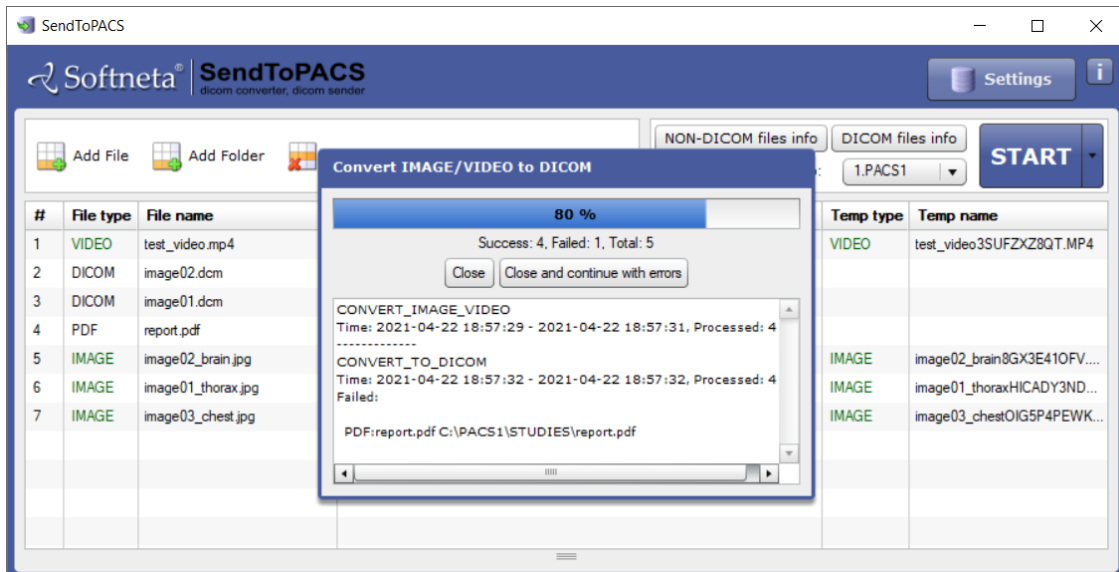 SendToPACS
Softneta®
SendToPACS
dicom converter, dicom sender
Settings
i
Add File
Add Folder
NON-DICOM files info
DICOM files info
1.PACS1
START
Convert IMAGE/VIDEO to DICOM
80 %
Success: 4, Failed: 1, Total: 5
Close
Close and continue with errors
CONVERT_IMAGE_VIDEO
Time: 2021-04-22 18:57:29 - 2021-04-22 18:57:31, Processed: 4
-------------
CONVERT_TO_DICOM
Time: 2021-04-22 18:57:32 - 2021-04-22 18:57:32, Processed: 4
Failed:
PDF:report.pdf C:\PACS1\STUDIES\report.pdf
# File type File name Temp type Temp name
1 VIDEO test_video.mp4 VIDEO test_video3SUFZXZ8QT.MP4
2 DICOM image02.dcm
3 DICOM image01.dcm
4 PDF report.pdf
5 IMAGE image02_brain.jpg IMAGE image02_brain8GX3E41OFV....
6 IMAGE image01_thorax.jpg IMAGE image01_thoraxHICADY3ND...
7 IMAGE image03_chest.jpg IMAGE image03_chestOIG5P4PEWK...